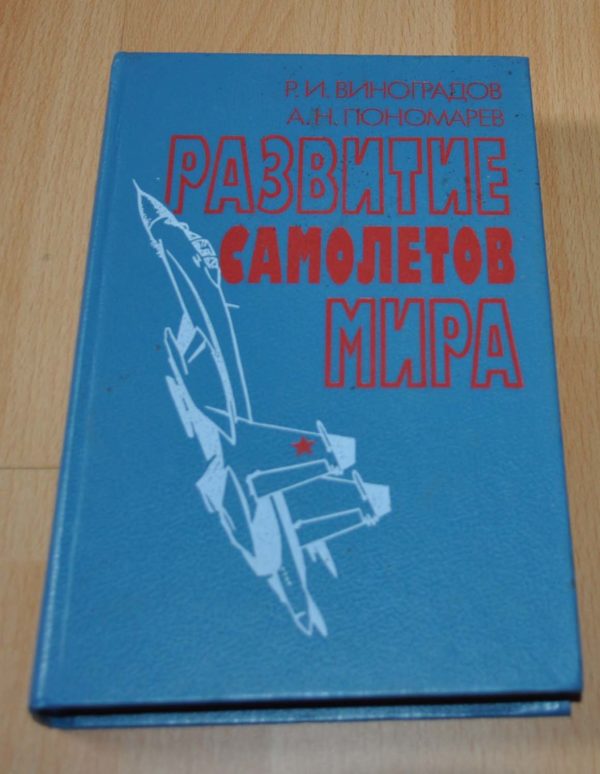 Р. И. ВИНОГРАДОВ
А. Н. ПОНОМАРЕВ
РАЗВИТИЕ
САМОЛЕТОВ
МИРА